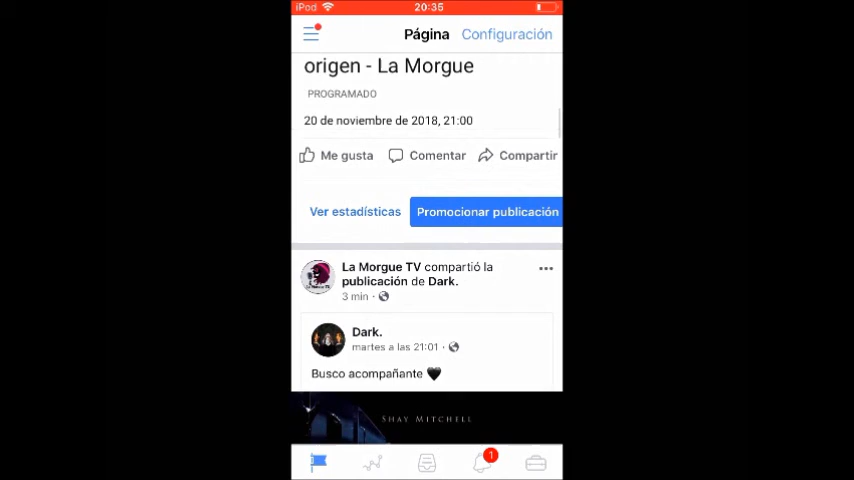 iPod 20:35
Página Configuración
origen - La Morgue
PROGRAMADO
20 de noviembre de 2018, 21:00
Me gusta Comentar Compartir
Ver estadísticas Promocionar publicación
La Morgue TV compartió la
publicación de Dark.
3 min ·
Dark.
martes a las 21:01 ·
Busco acompañante 🖤
SHAY MITCHELL
1